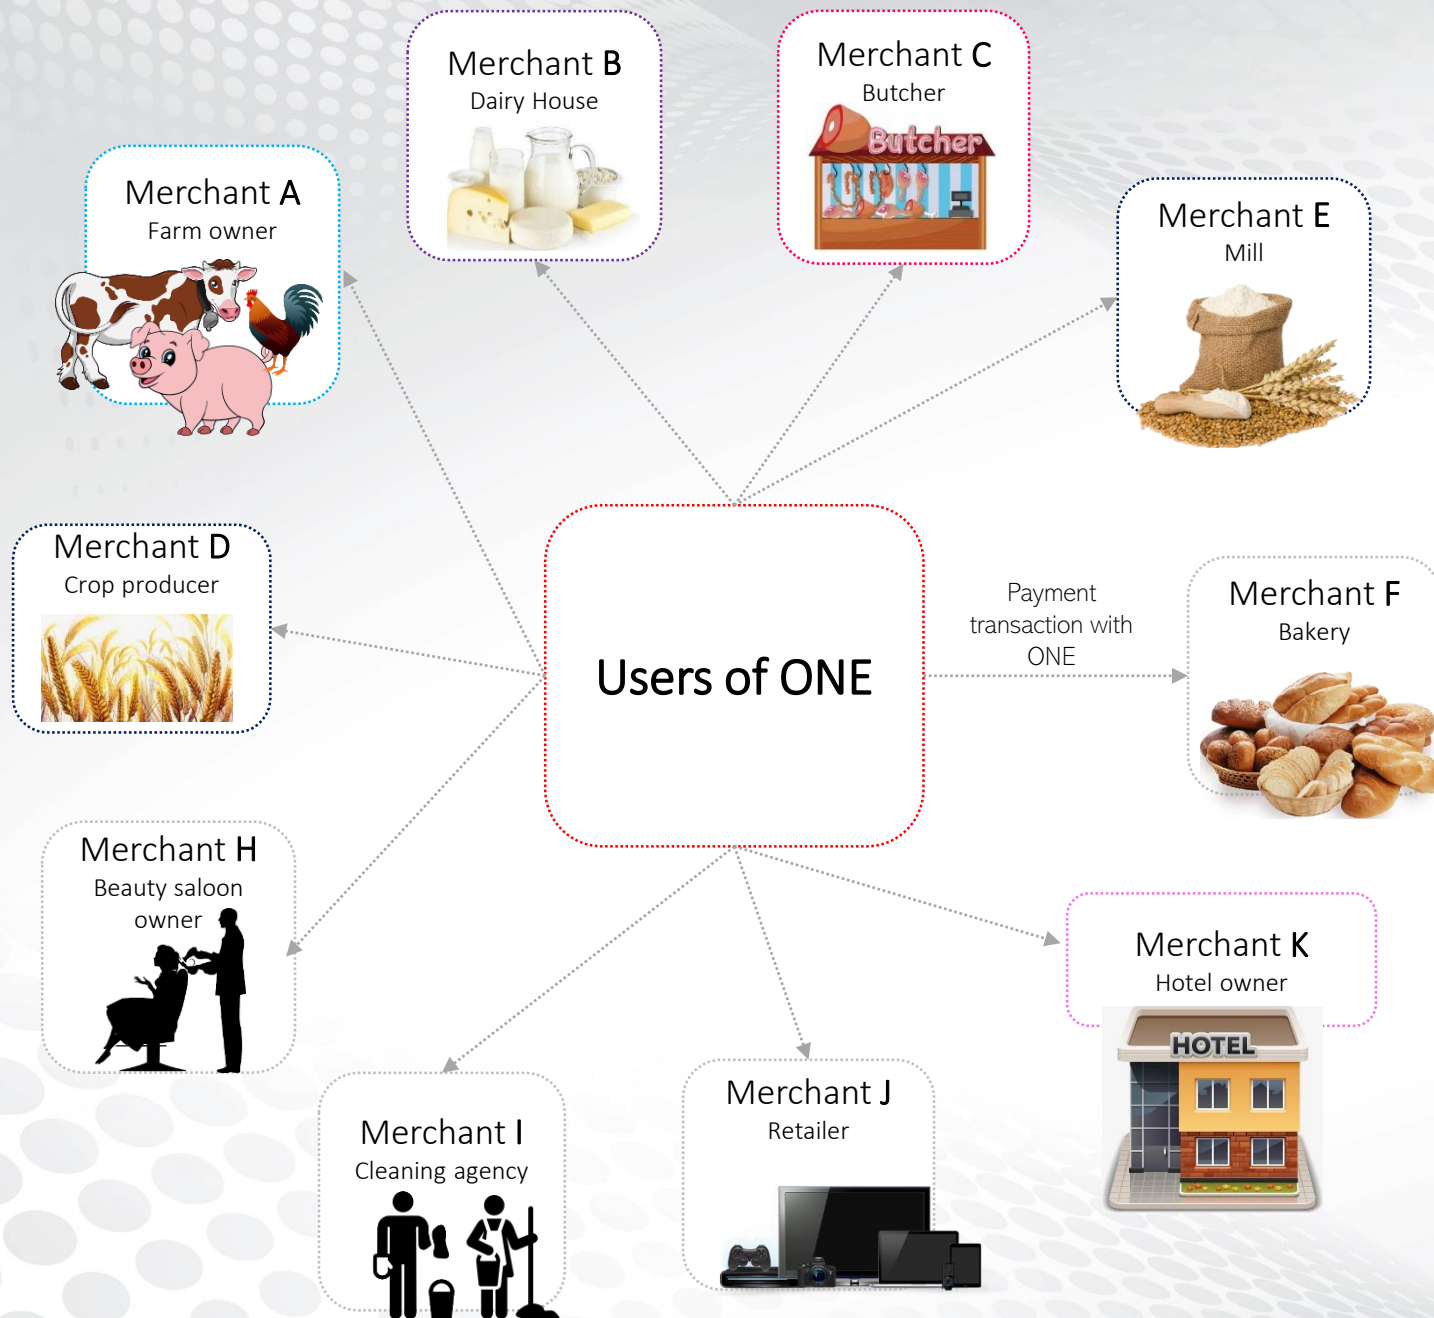 Merchant B
Dairy House
Merchant C
Butcher
Butcher
Merchant A
Farm owner
Merchant E
Mill
Merchant D
Crop producer
Users of ONE
Payment
transaction with
ONE
Merchant F
Bakery
Merchant H
Beauty saloon
owner
Merchant K
Hotel owner
HOTEL
Merchant I
Cleaning agency
Merchant J
Retailer